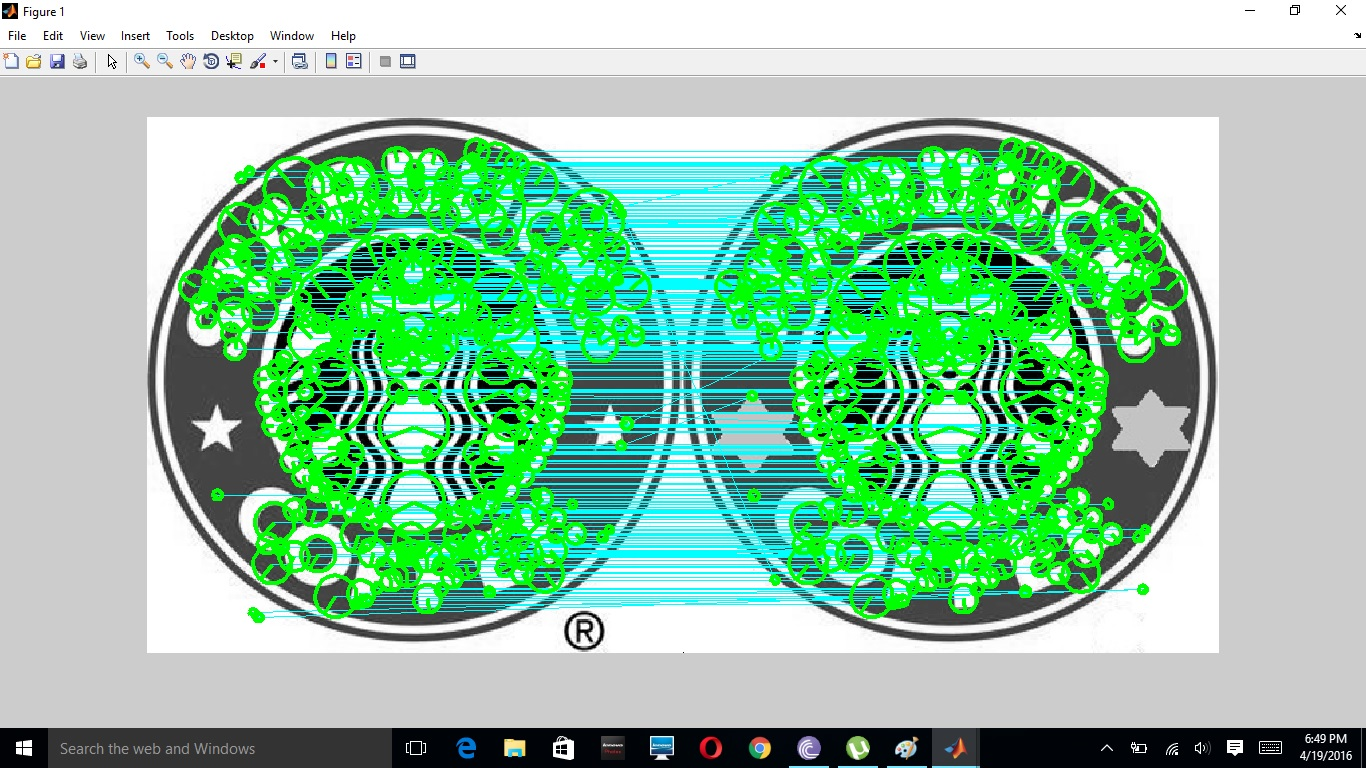 Figure 1
File Edit View Insert Tools Desktop Window Help
®
Search the web and Windows
6:49 PM
4/19/2016